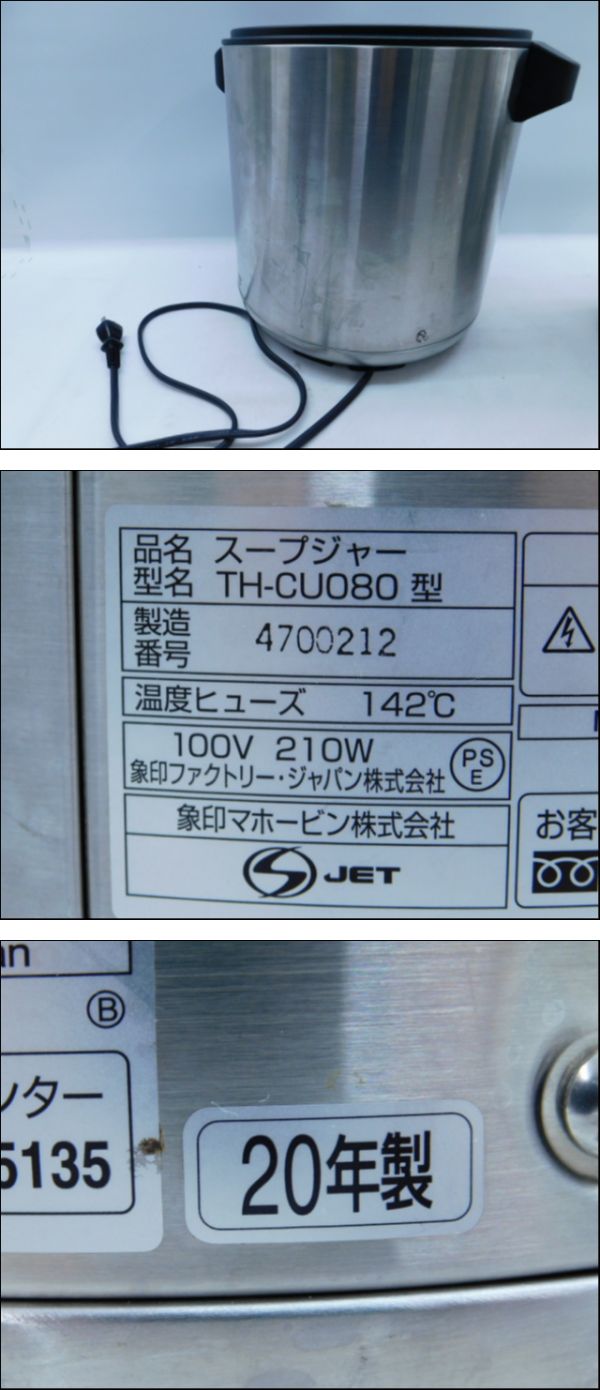 品名 スープジャー
型名 TH-CU080 型
製造番号 4700212
温度ヒューズ 142℃
100V 210W
象印ファクトリー・ジャパン株式会社
PS
E
象印マホービン株式会社
JET
お客
an
B
ンター
5135
20年製